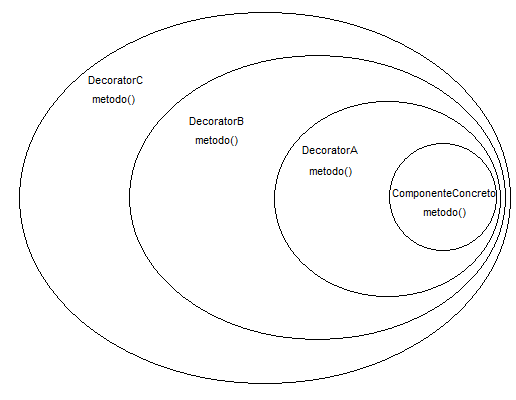 DecoratorC
metodo()
DecoratorB
metodo()
DecoratorA
metodo()
ComponenteConcreto
metodo()